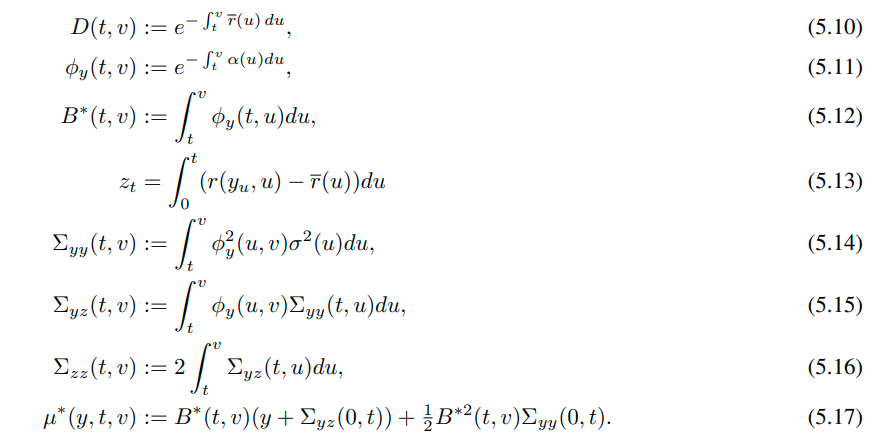 D(t, v) := e^{-\int_t^v \overline{r}(u) du}, (5.10)
\phi_y(t, v) := e^{-\int_t^v \alpha(u)du}, (5.11)
B^*(t, v) := \int_t^v \phi_y(t, u)du, (5.12)
z_t = \int_0^t (r(y_u, u) - \overline{r}(u))du (5.13)
\Sigma_{yy}(t, v) := \int_t^v \phi_y^2(u, v)\sigma^2(u)du, (5.14)
\Sigma_{yz}(t, v) := \int_t^v \phi_y(u, v)\Sigma_{yy}(t, u)du, (5.15)
\Sigma_{zz}(t, v) := 2 \int_t^v \Sigma_{yz}(t, u)du, (5.16)
\mu^*(y, t, v) := B^*(t, v)(y + \Sigma_{yz}(0, t)) + \frac{1}{2}B^{*2}(t, v)\Sigma_{yy}(0, t). (5.17)